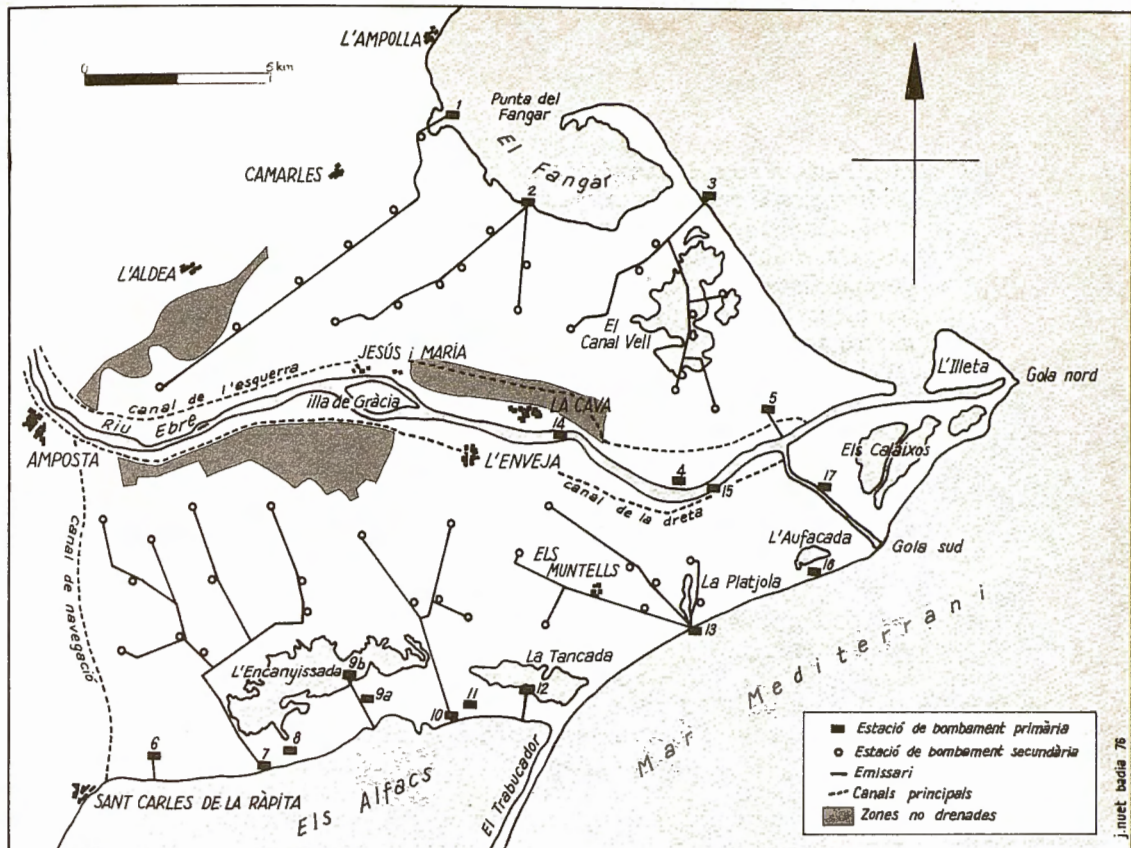 L'AMPOLLA
0
5 km
1
Punta del
Fangar
El Fangar
CAMARLES
2
3
L'ALDEA
El
Canal Vell
L'Illeta
Gola nord
JESÚS i MARIA
canal de l'esquerra
illa de Gràcia
Riu Ebre
LA CAVA
5
14
Els Calaixos
AMPOSTA
L'ENVEJA
4
15
17
canal de la dreta
L'Aufacada
Gola sud
16
canal de navegació
ELS
MUNTELLS
La Platjola
13
L'Encanyissada
9b
La Tancada
9a
11
12
10
6
8
7
SANT CARLES DE LA RÀPITA
Els Alfacs
El Trabucador
Mar Mediterrani
Estació de bombament primària
Estació de bombament secundària
Emissari
Canals principals
Zones no drenades
j.nuet badia 76